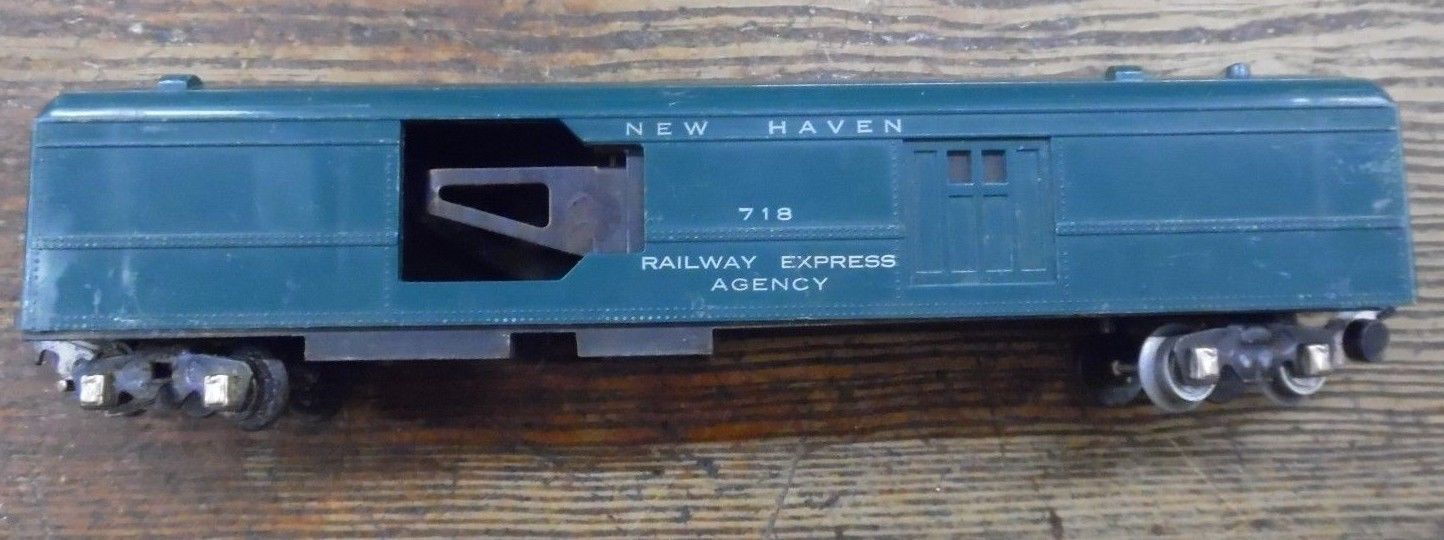 NEW HAVEN
718
RAILWAY EXPRESS
AGENCY